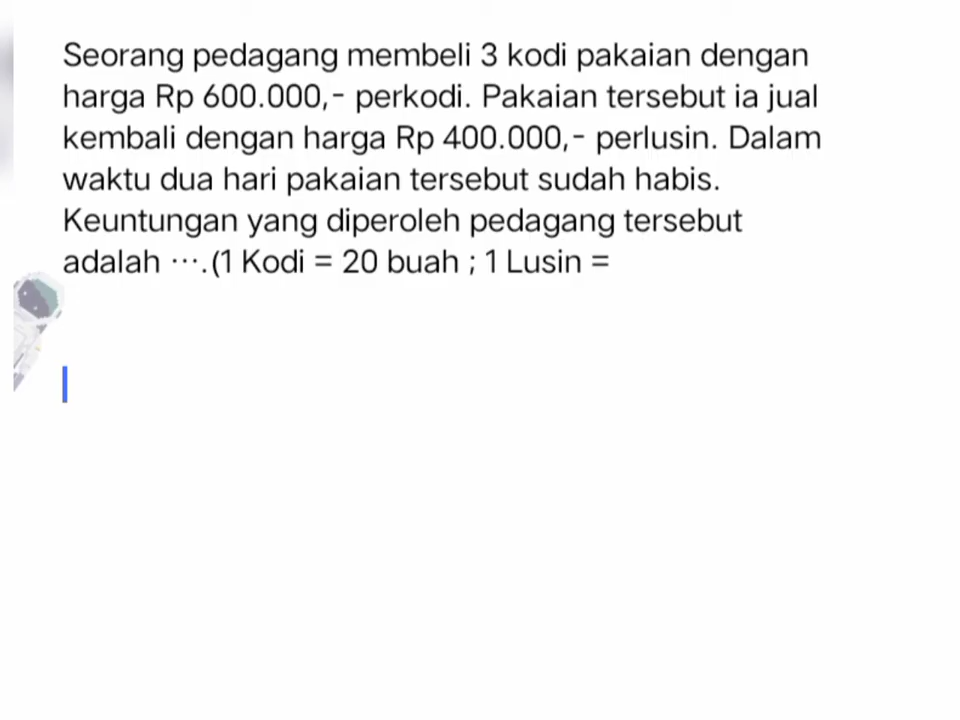 Seorang pedagang membeli 3 kodi pakaian dengan
harga Rp 600.000,- perkodi. Pakaian tersebut ia jual
kembali dengan harga Rp 400.000,- perlusin. Dalam
waktu dua hari pakaian tersebut sudah habis.
Keuntungan yang diperoleh pedagang tersebut
adalah ….(1 Kodi = 20 buah ; 1 Lusin =